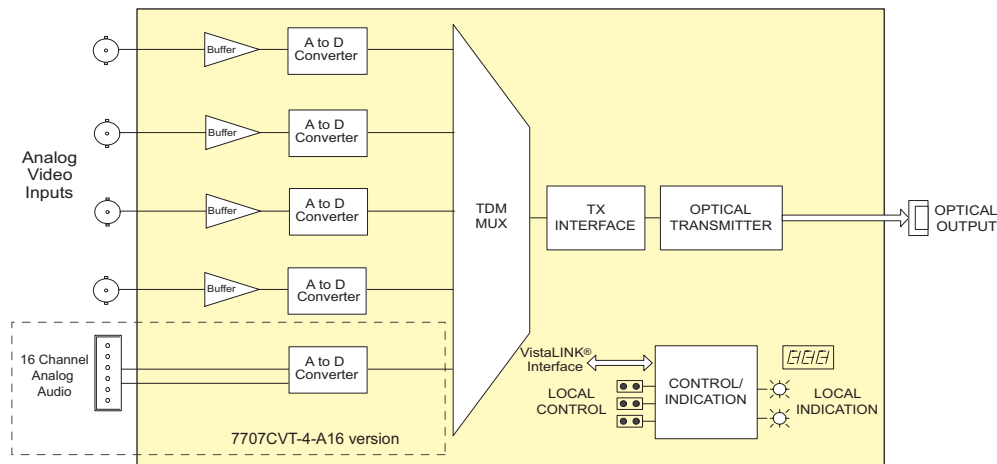 Buffer
A to D
Converter
Buffer
A to D
Converter
Analog
Video
Inputs
Buffer
A to D
Converter
TDM
MUX
TX
INTERFACE
OPTICAL
TRANSMITTER
OPTICAL
OUTPUT
Buffer
A to D
Converter
16 Channel
Analog
Audio
A to D
Converter
7707CVT-4-A16 version
VistaLINK®
Interface
LOCAL
CONTROL
CONTROL/
INDICATION
LOCAL
INDICATION